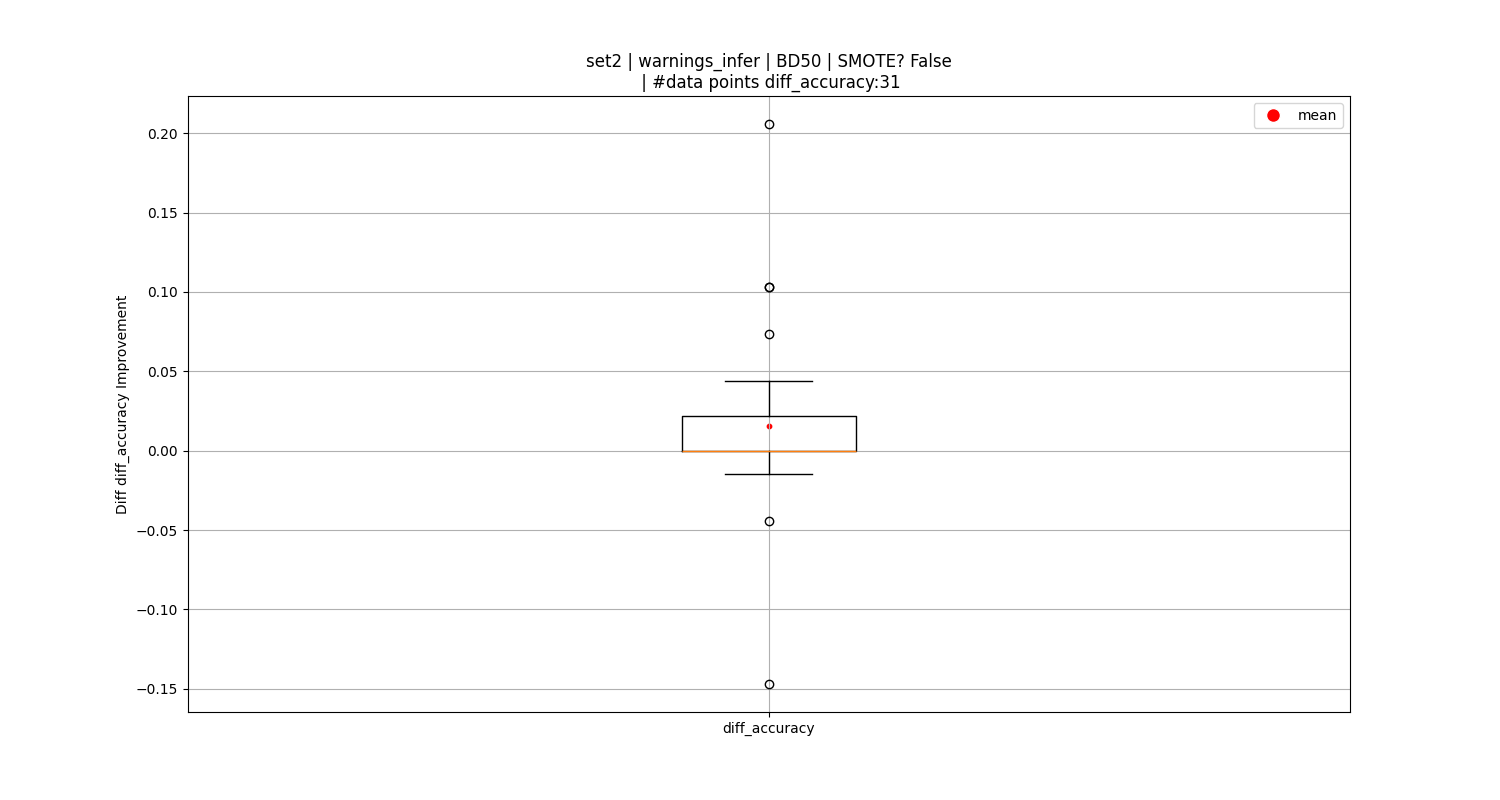 set2 | warnings_infer | BD50 | SMOTE? False
| #data points diff_accuracy:31
mean
0.20
0.15
0.10
0.05
0.00
−0.05
−0.10
−0.15
Diff diff_accuracy Improvement
diff_accuracy